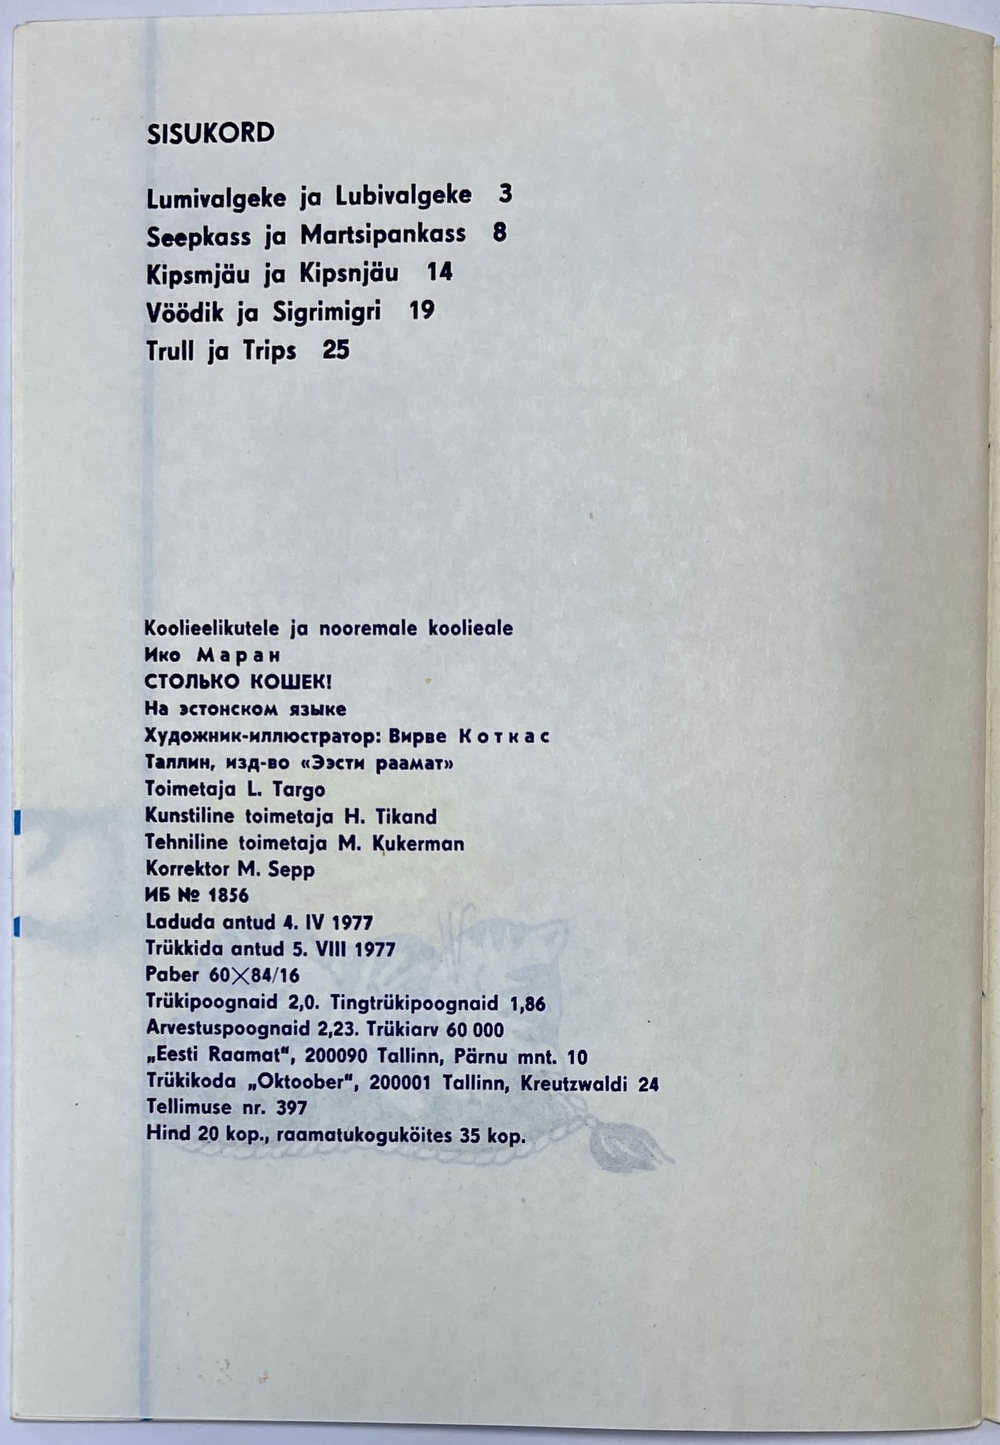 SISUKORD
Lumivalgeke ja Lubivalgeke 3
Seepkass ja Martsipankass 8
Kipsmjäu ja Kipsnjäu 14
Vöödik ja Sigrimigri 19
Trull ja Trips 25
Koolieelikutele ja nooremale koolieale
Ико Маран
СТОЛЬКО КОШЕК!
На эстонском языке
Художник-иллюстратор: Вирве Коткас
Таллин, изд-во «Ээсти раамат»
Toimetaja L. Targo
Kunstiline toimetaja H. Tikand
Tehniline toimetaja M. Kukerman
Korrektor M. Sepp
ИБ № 1856
Laduda antud 4. IV 1977
Trükkida antud 5. VIII 1977
Paber 60×84/16
Trükipoognaid 2,0. Tingtrükipoognaid 1,86
Arvestuspoognaid 2,23. Trükiarv 60 000
„Eesti Raamat“, 200090 Tallinn, Pärnu mnt. 10
Trükikoda „Oktoober“, 200001 Tallinn, Kreutzwaldi 24
Tellimuse nr. 397
Hind 20 kop., raamatukoguköites 35 kop.